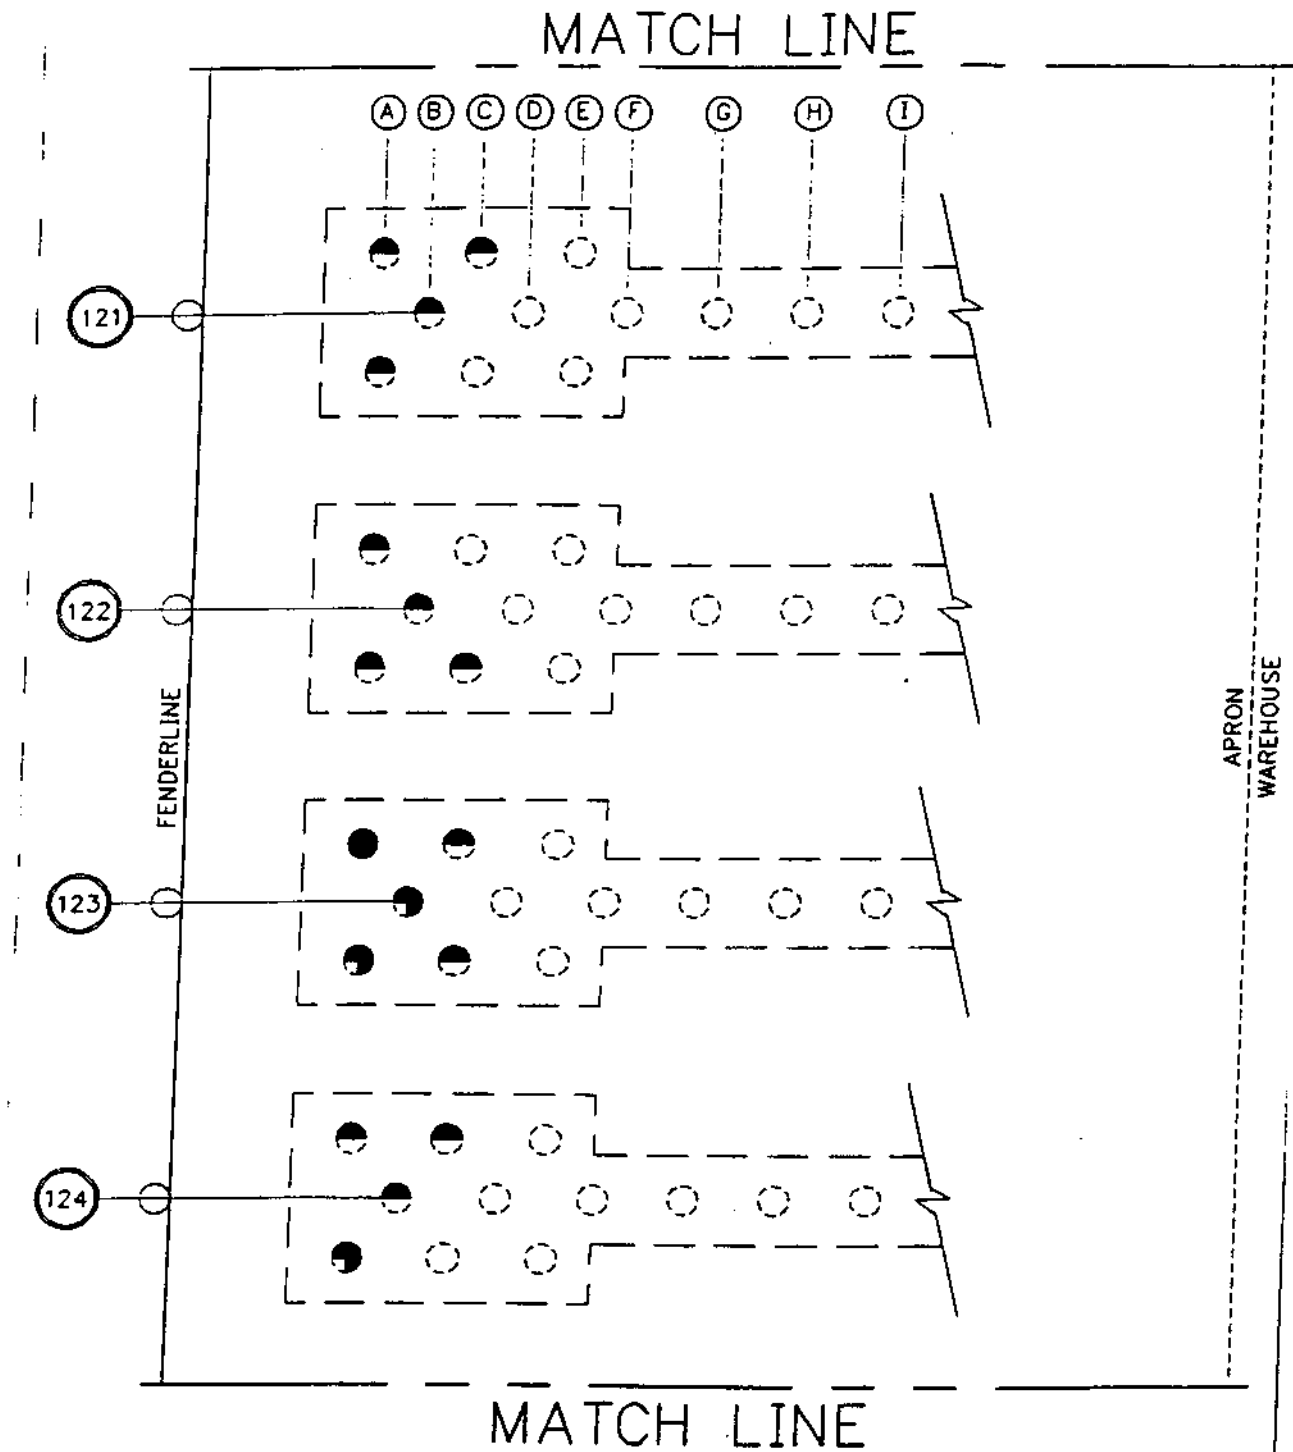 MATCH LINE
A B C D E F G H I
121
122
FENDERLINE
APRON
WAREHOUSE
123
124
MATCH LINE